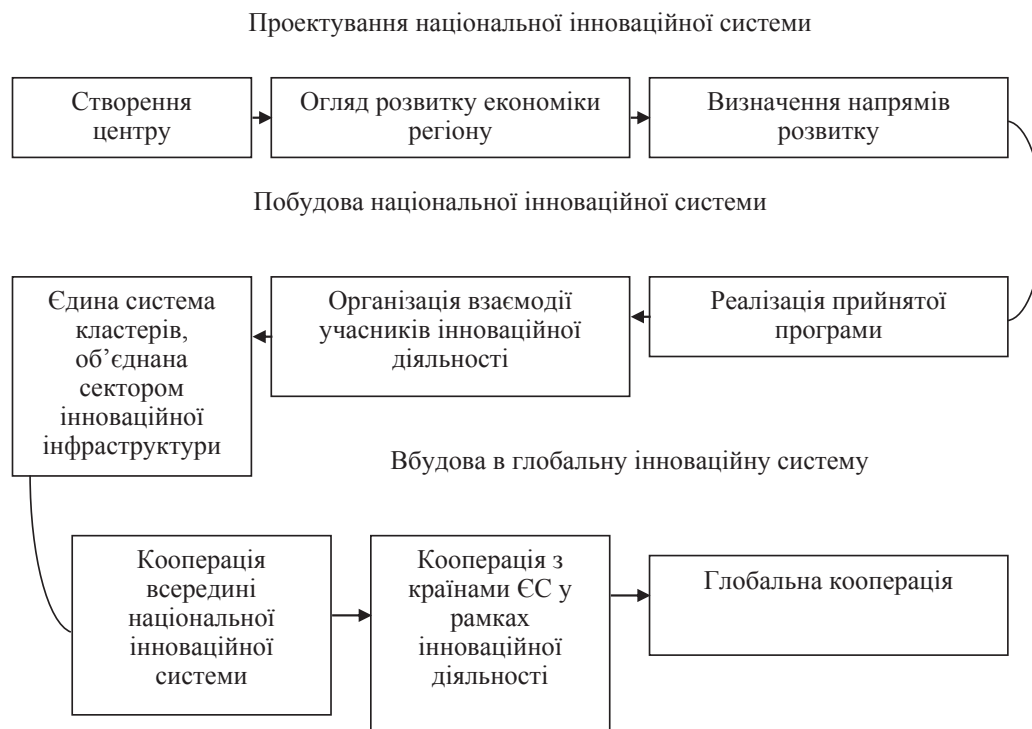 Проектування національної інноваційної системи
Створення
центру
Огляд розвитку економіки
регіону
Визначення напрямів
розвитку
Побудова національної інноваційної системи
Єдина система
кластерів,
об’єднана
сектором
інноваційної
інфраструктури
Організація взаємодії
учасників інноваційної
діяльності
Реалізація прийнятої
програми
Вбудова в глобальну інноваційну систему
Кооперація
всередині
національної
інноваційної
системи
Кооперація з
країнами ЄС у
рамках
інноваційної
діяльності
Глобальна кооперація